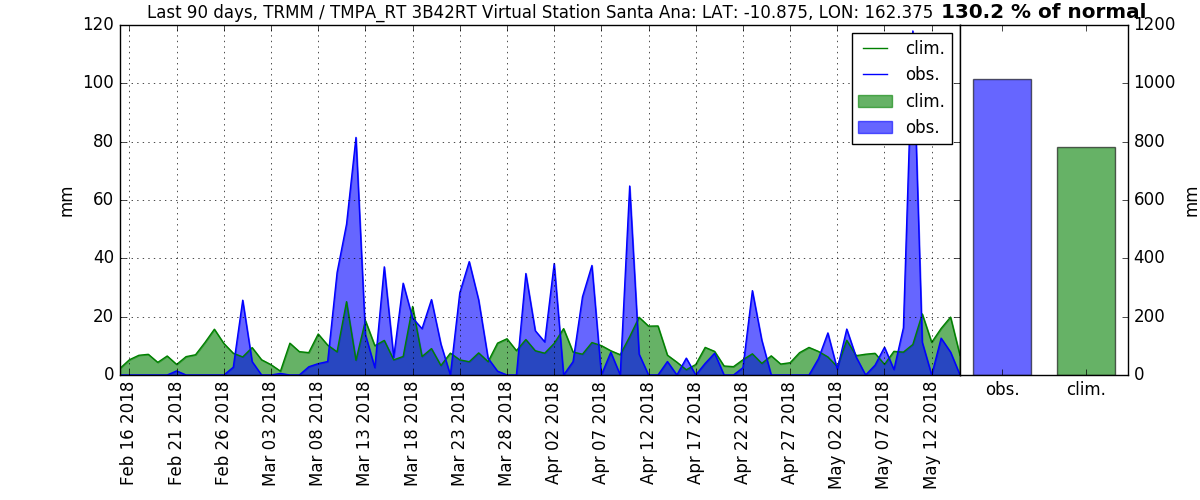 Last 90 days, TRMM / TMPA_RT 3B42RT Virtual Station Santa Ana: LAT: -10.875, LON: 162.375 130.2 % of normal
120
100
80
60
40
20
0
mm
clim.
obs.
clim.
obs.
1200
1000
800
600
400
200
0
mm
obs.
clim.
Feb 16 2018
Feb 21 2018
Feb 26 2018
Mar 03 2018
Mar 08 2018
Mar 13 2018
Mar 18 2018
Mar 23 2018
Mar 28 2018
Apr 02 2018
Apr 07 2018
Apr 12 2018
Apr 17 2018
Apr 22 2018
Apr 27 2018
May 02 2018
May 07 2018
May 12 2018